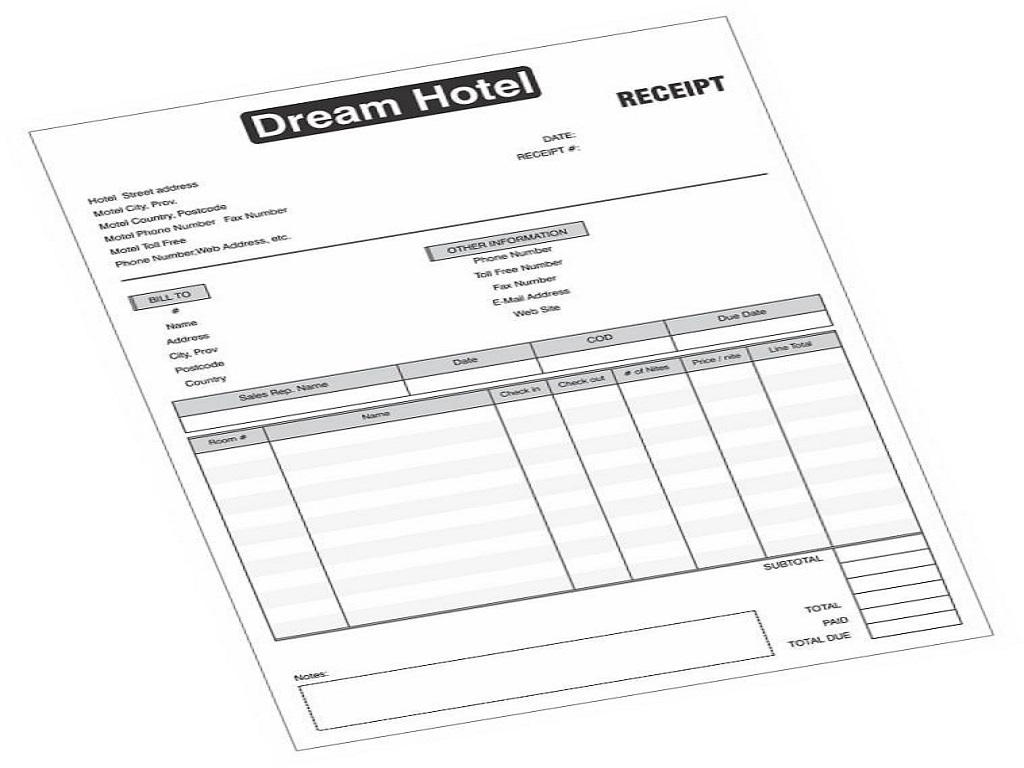 Dream Hotel
RECEIPT
DATE:
RECEIPT #:
Hotel Street address
Motel City, Prov.
Motel Country, Postcode
Motel Phone Number Fax Number
Motel Toll Free
Phone Number,Web Address, etc.
BILL TO
#
Name
Address
City, Prov
Postcode
Country
OTHER INFORMATION
Phone Number
Toll Free Number
Fax Number
E-Mail Address
Web Site
Sales Rep. Name Date COD Due Date
Room # Name Check in Check out # of Nites Price / nite Line Total
SUBTOTAL
TOTAL
PAID
TOTAL DUE
Notes: